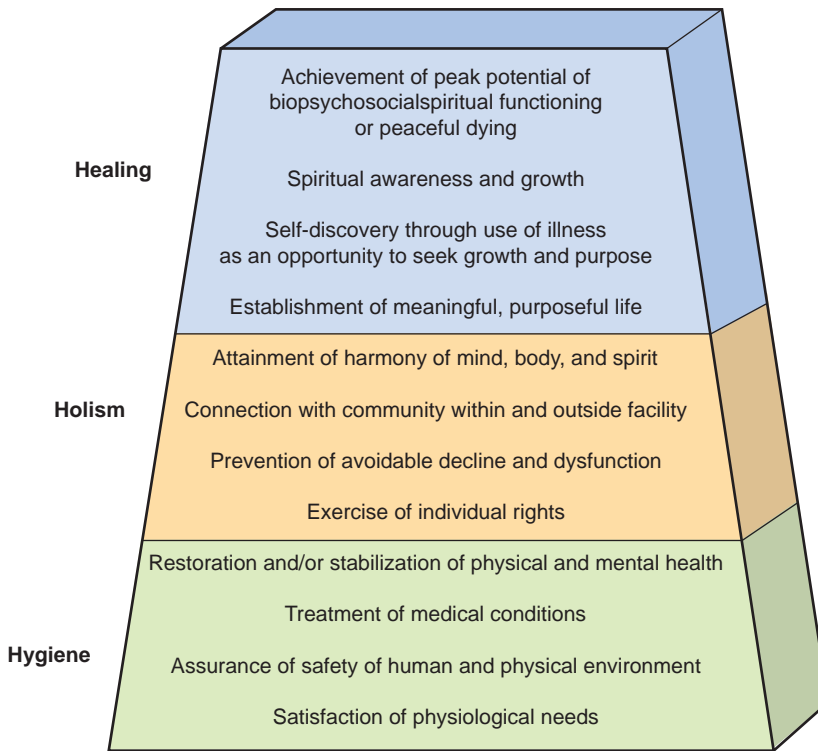 Achievement of peak potential of
biopsychosocialspiritual functioning
or peaceful dying
Healing
Spiritual awareness and growth
Self-discovery through use of illness
as an opportunity to seek growth and purpose
Establishment of meaningful, purposeful life
Attainment of harmony of mind, body, and spirit
Holism
Connection with community within and outside facility
Prevention of avoidable decline and dysfunction
Exercise of individual rights
Restoration and/or stabilization of physical and mental health
Treatment of medical conditions
Hygiene
Assurance of safety of human and physical environment
Satisfaction of physiological needs